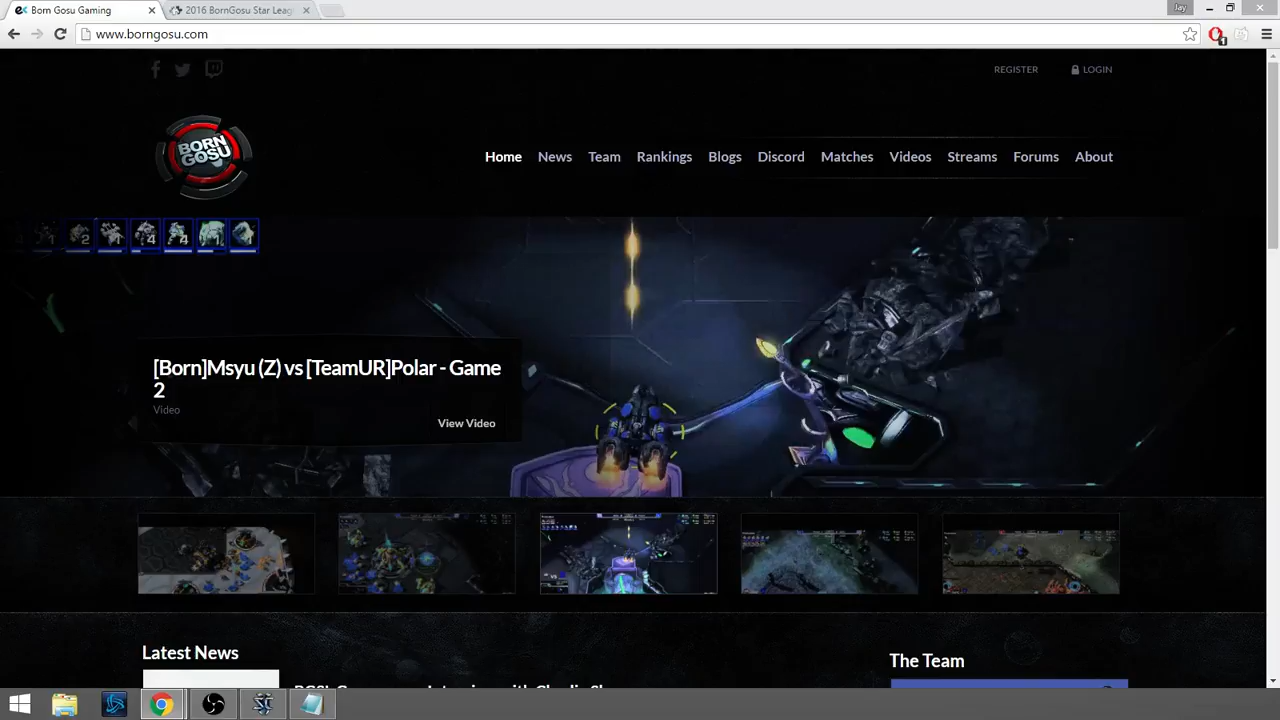 Born Gosu Gaming
2016 BornGosu Star Leag
Jay
www.borngosu.com
1
REGISTER
LOGIN
BORN
GOSU
Home
News
Team
Rankings
Blogs
Discord
Matches
Videos
Streams
Forums
About
[Born]Msyu (Z) vs [TeamUR]Polar - Game
2
Video
View Video
Latest News
The Team